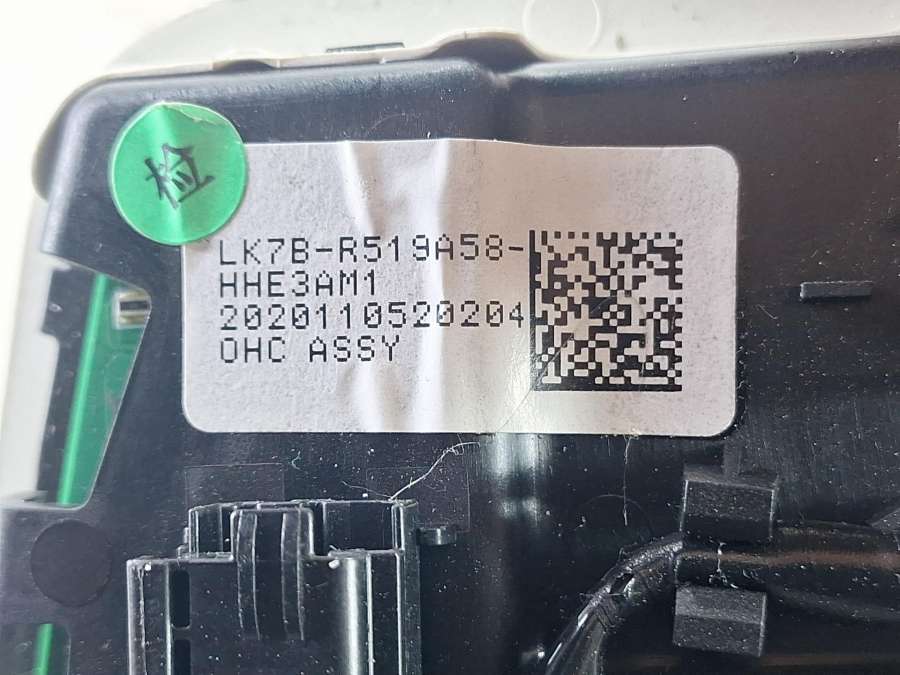 检
LK7B-R519A58-
HHE3AM1
2020110520204
OHC ASSY